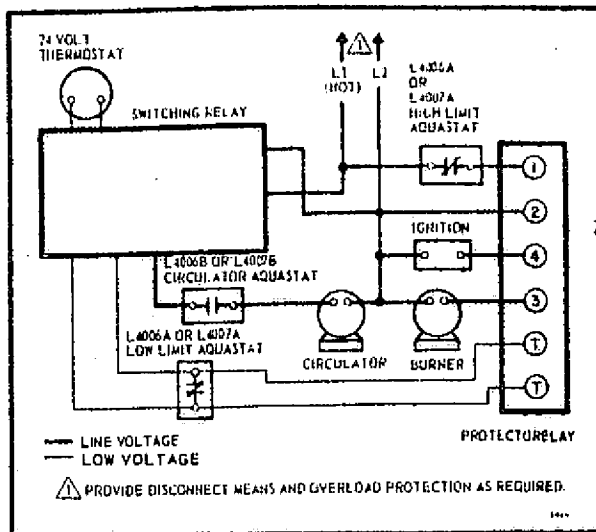 24 VOLT
THERMOSTAT
SWITCHING RELAY
1
L1
(HOT)
L2
L4006A
OR
L4007A
HIGH LIMIT
AQUASTAT
1
2
IGNITION
4
3
L4006B OR L4007B
CIRCULATOR AQUASTAT
L4006A OR L4007A
LOW LIMIT AQUASTAT
CIRCULATOR
BURNER
T
T
PROTECTORELAY
LINE VOLTAGE
LOW VOLTAGE
1 PROVIDE DISCONNECT MEANS AND OVERLOAD PROTECTION AS REQUIRED.